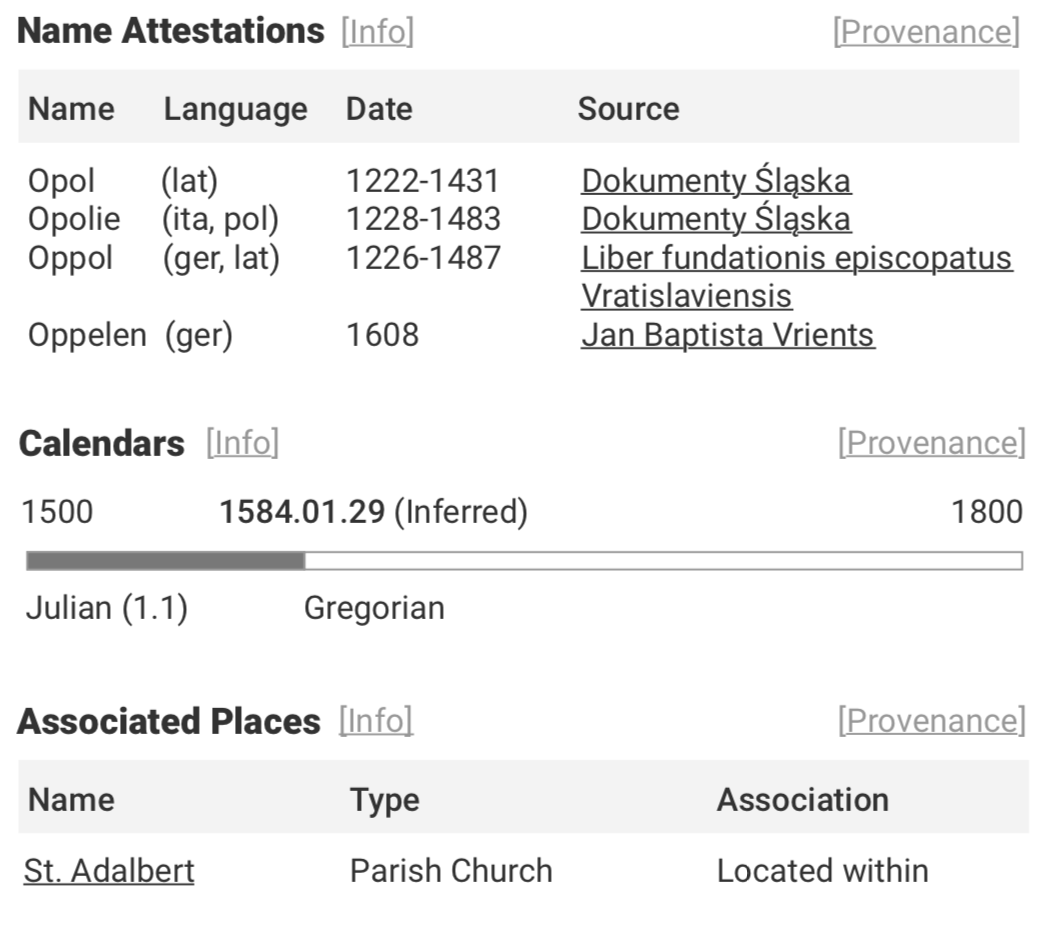 Name Attestations [Info] [Provenance]
Name Language Date Source
Opol (lat) 1222-1431 Dokumenty Śląska
Opolie (ita, pol) 1228-1483 Dokumenty Śląska
Oppol (ger, lat) 1226-1487 Liber fundationis episcopatus
Vratislaviensis
Oppelen (ger) 1608 Jan Baptista Vrients
Calendars [Info] [Provenance]
1500 1584.01.29 (Inferred) 1800
Julian (1.1) Gregorian
Associated Places [Info] [Provenance]
Name Type Association
St. Adalbert Parish Church Located within